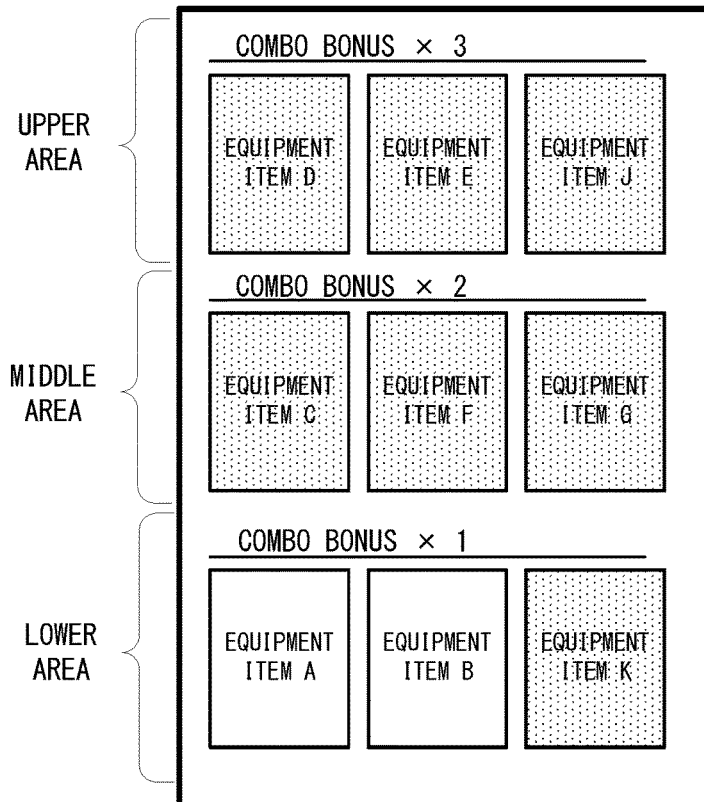 COMBO BONUS × 3
UPPER
AREA
EQUIPMENT
ITEM D
EQUIPMENT
ITEM E
EQUIPMENT
ITEM J
COMBO BONUS × 2
MIDDLE
AREA
EQUIPMENT
ITEM C
EQUIPMENT
ITEM F
EQUIPMENT
ITEM G
COMBO BONUS × 1
LOWER
AREA
EQUIPMENT
ITEM A
EQUIPMENT
ITEM B
EQUIPMENT
ITEM K